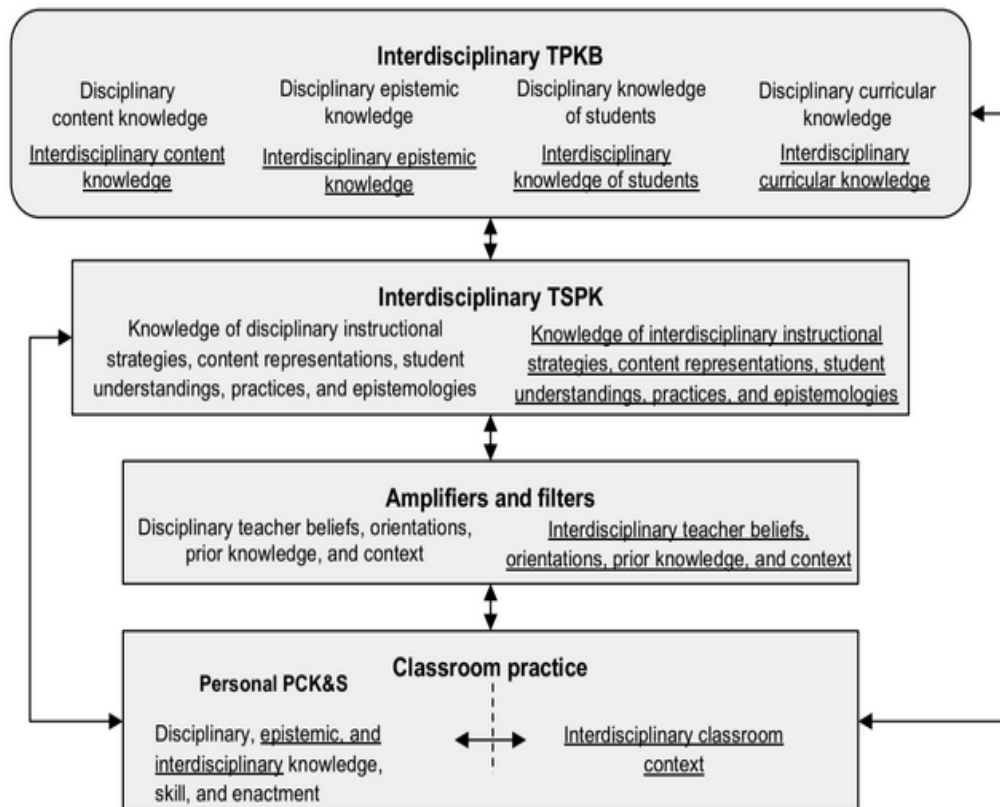 Interdisciplinary TPKB
Disciplinary
content knowledge
Interdisciplinary content
knowledge
Disciplinary epistemic
knowledge
Interdisciplinary epistemic
knowledge
Disciplinary knowledge
of students
Interdisciplinary
knowledge of students
Disciplinary curricular
knowledge
Interdisciplinary
curricular knowledge
Interdisciplinary TSPK
Knowledge of disciplinary instructional
strategies, content representations, student
understandings, practices, and epistemologies
Knowledge of interdisciplinary instructional
strategies, content representations, student
understandings, practices, and epistemologies
Amplifiers and filters
Disciplinary teacher beliefs, orientations,
prior knowledge, and context
Interdisciplinary teacher beliefs,
orientations, prior knowledge, and context
Classroom practice
Personal PCK&S
Disciplinary, epistemic, and
interdisciplinary knowledge,
skill, and enactment
Interdisciplinary classroom
context